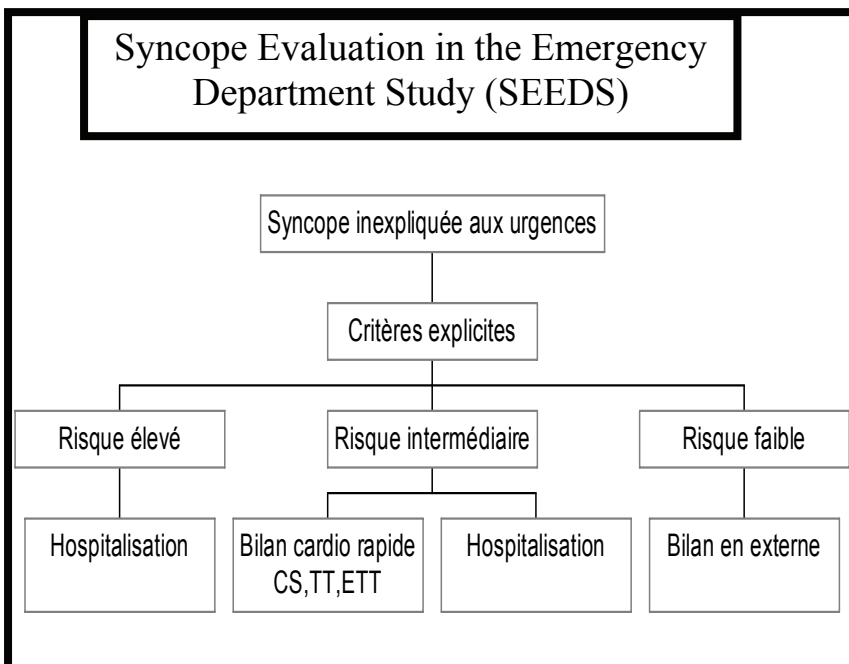 Syncope Evaluation in the Emergency
Department Study (SEEDS)
Syncope inexpliquée aux urgences
Critères explicites
Risque élevé
Risque intermédiaire
Risque faible
Hospitalisation
Bilan cardio rapide
CS,TT,ETT
Hospitalisation
Bilan en externe